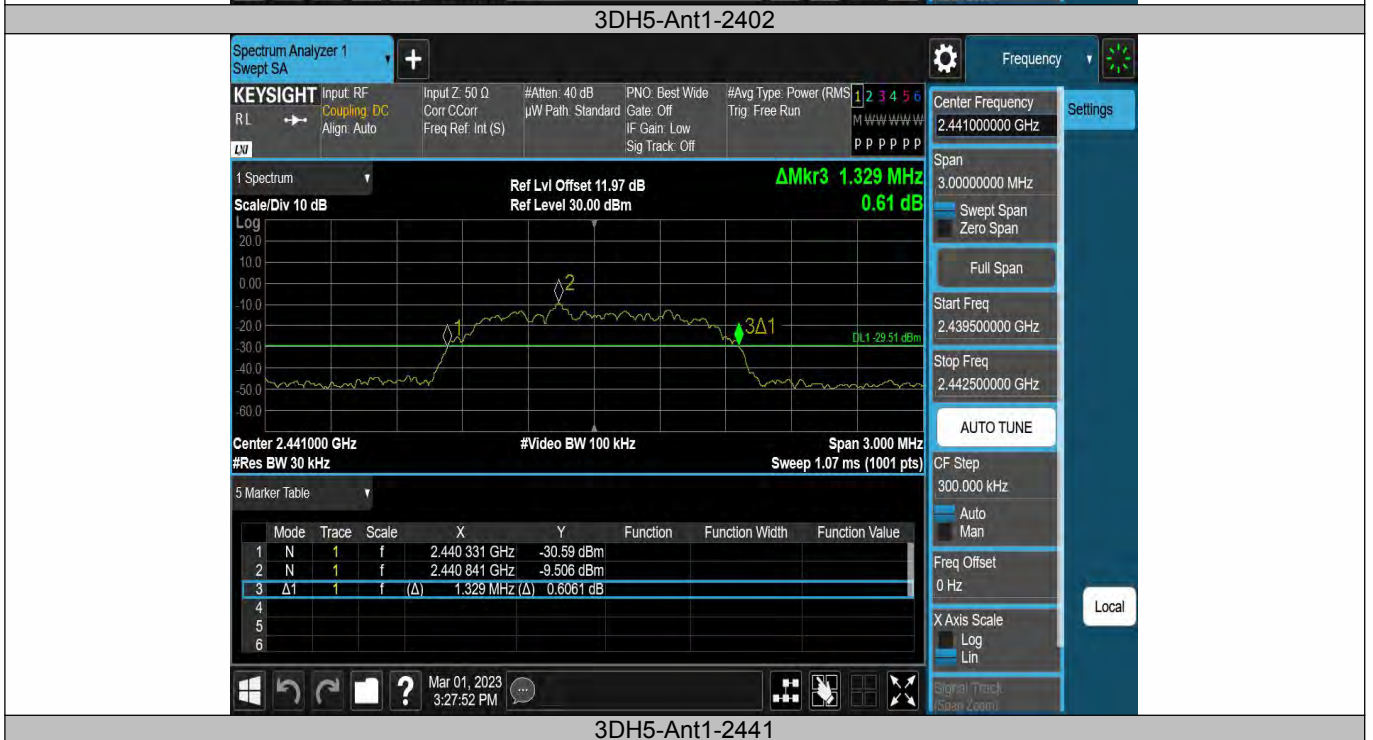 3DH5-Ant1-2402
Spectrum Analyzer 1
Swept SA
+
Frequency
KEYSIGHT
RL
LXI
Input: RF
Coupling: DC
Align: Auto
Input Z: 50 Ω
Corr CCorr
Freq Ref: Int (S)
#Atten: 40 dB
µW Path: Standard
PNO: Best Wide
Gate: Off
IF Gain: Low
Sig Track: Off
#Avg Type: Power (RMS
Trig: Free Run
1 2 3 4 5 6
M W W W W W
P P P P P P
Center Frequency
2.441000000 GHz
Settings
Span
3.00000000 MHz
Swept Span
Zero Span
Full Span
Start Freq
2.439500000 GHz
Stop Freq
2.442500000 GHz
AUTO TUNE
CF Step
300.000 kHz
Auto
Man
Freq Offset
0 Hz
X Axis Scale
Log
Lin
Signal Track
(Span Zoom)
Local
1 Spectrum
Scale/Div 10 dB
Ref Lvl Offset 11.97 dB
Ref Level 30.00 dBm
ΔMkr3 1.329 MHz
0.61 dB
Log
20.0
10.0
0.00
-10.0
-20.0
-30.0
-40.0
-50.0
-60.0
1
2
3Δ1
DL1 -29.51 dBm
Center 2.441000 GHz
#Video BW 100 kHz
Span 3.000 MHz
#Res BW 30 kHz
Sweep 1.07 ms (1001 pts)
5 Marker Table
Mode Trace Scale X Y Function Function Width Function Value
1 N 1 f 2.440 331 GHz -30.59 dBm
2 N 1 f 2.440 841 GHz -9.506 dBm
3 Δ1 1 f (Δ) 1.329 MHz (Δ) 0.6061 dB
4
5
6
?
Mar 01, 2023
3:27:52 PM
3DH5-Ant1-2441